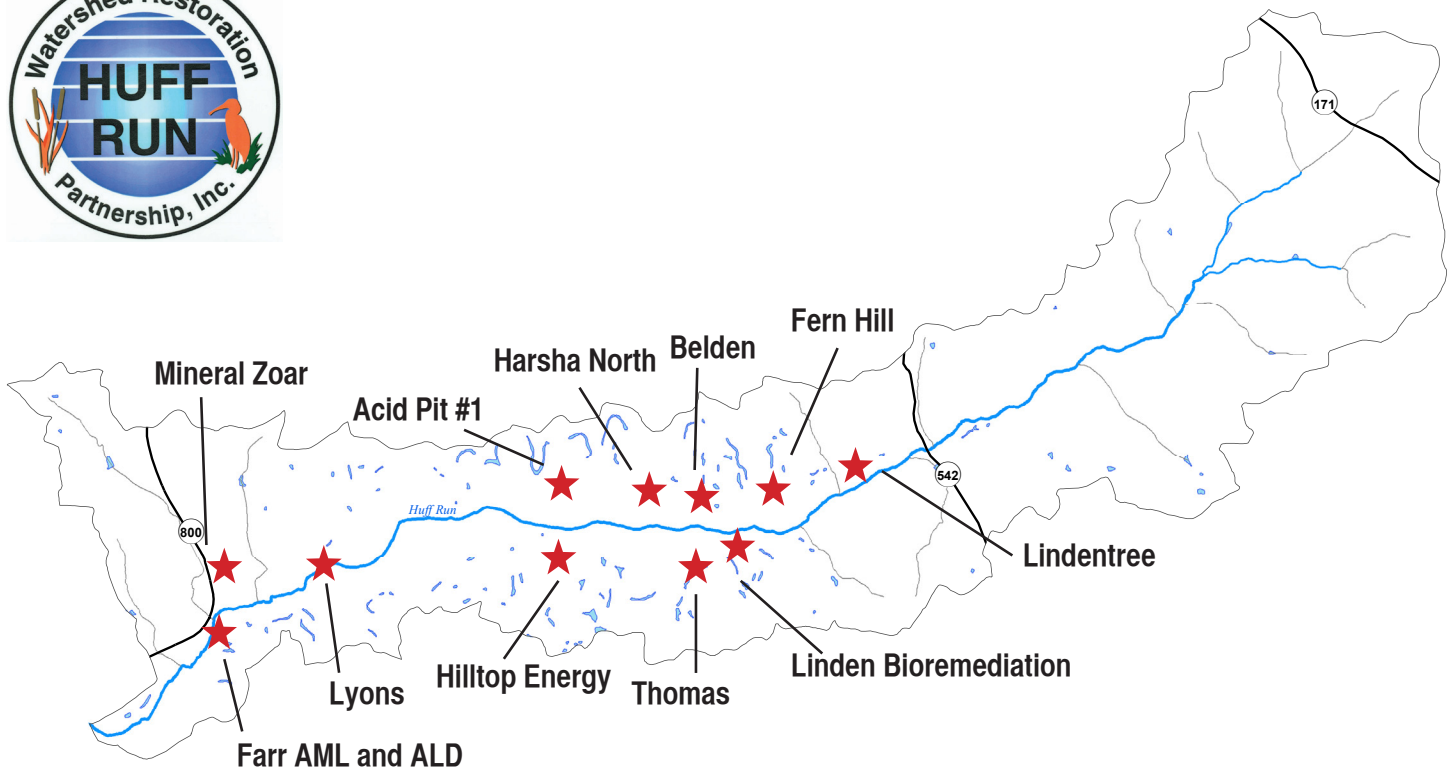 Watershed Restoration
HUFF
RUN
Partnership, Inc.
171
Fern Hill
Belden
Harsha North
Mineral Zoar
Acid Pit #1
542
Huff Run
800
Lindentree
Linden Bioremediation
Hilltop Energy
Thomas
Lyons
Farr AML and ALD